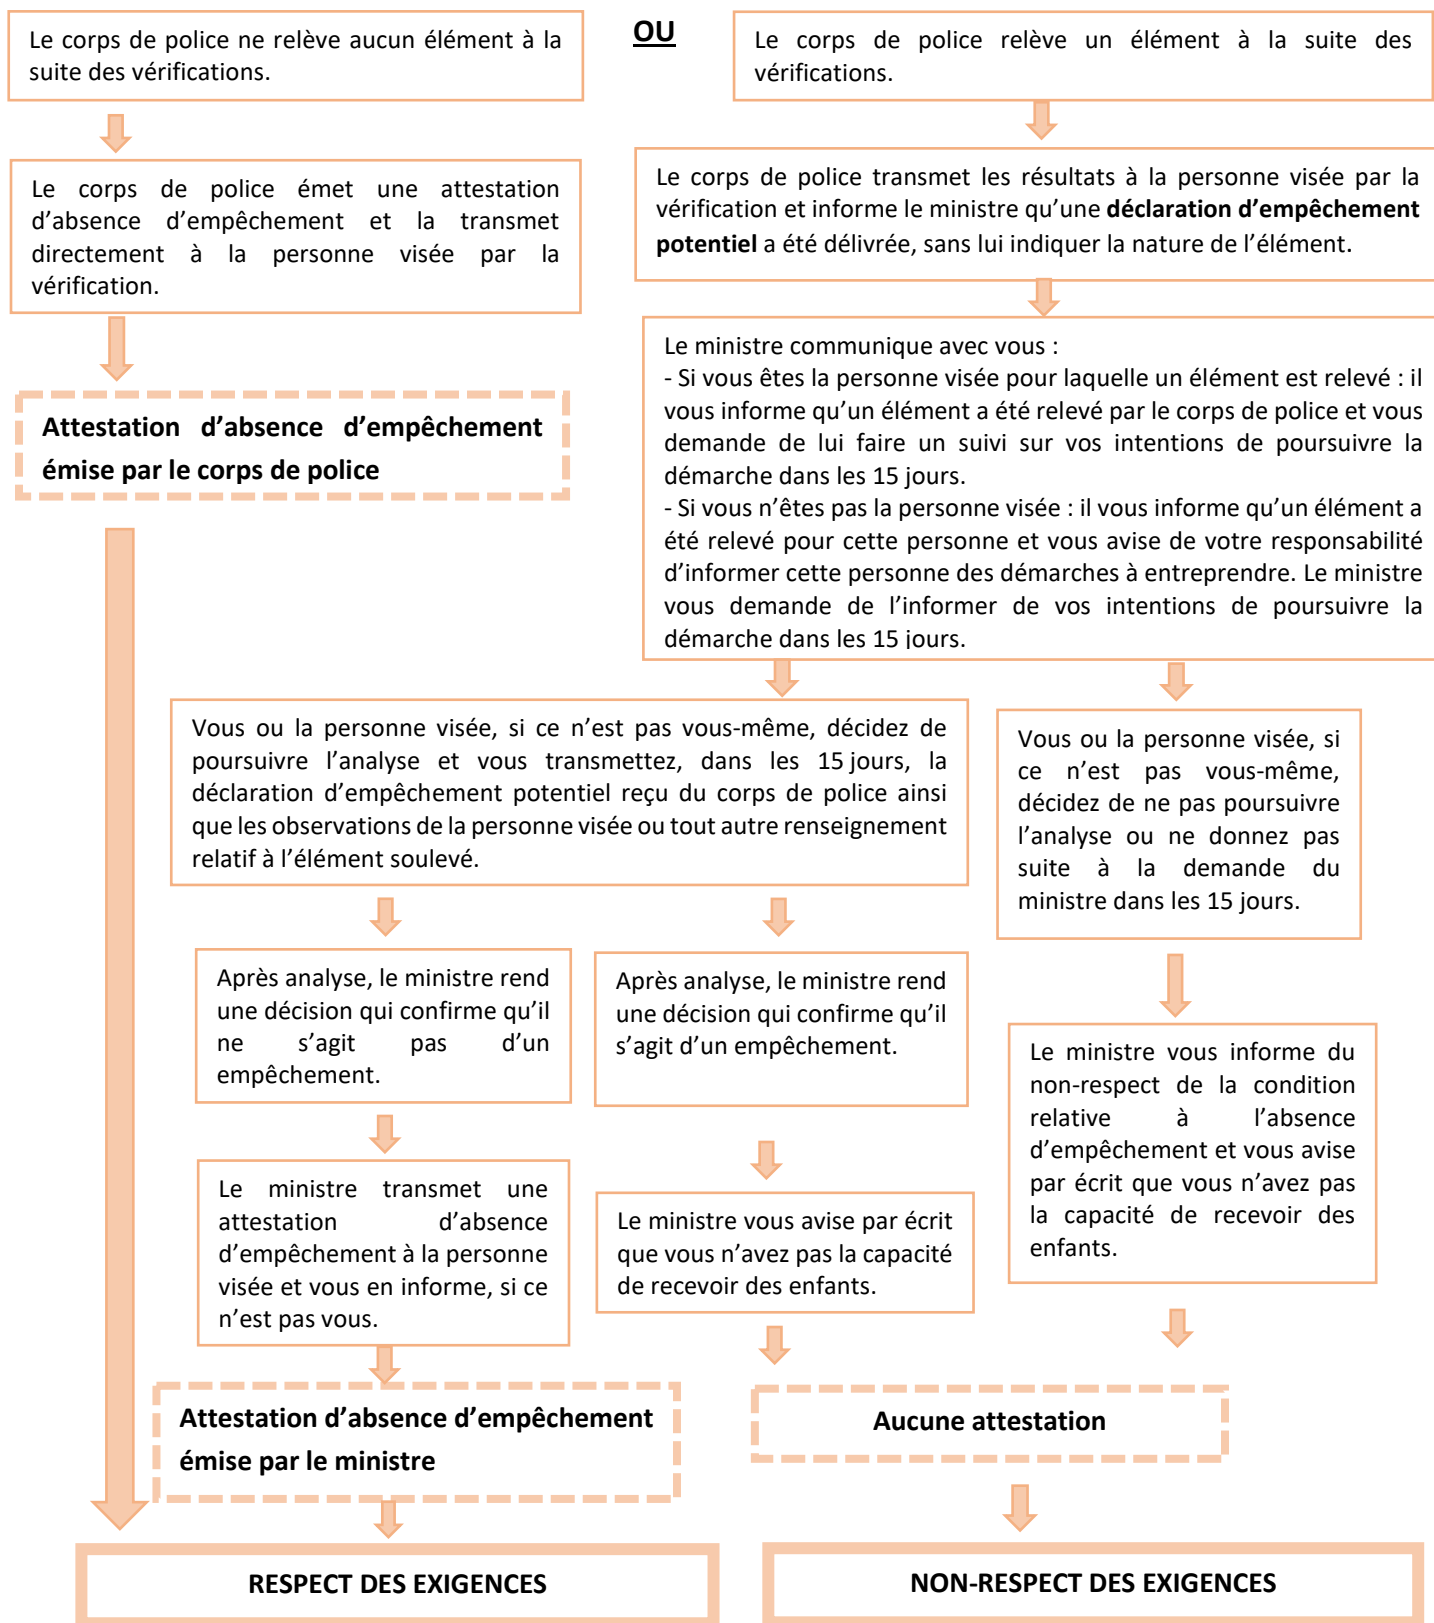 Le corps de police ne relève aucun élément à la
suite des vérifications.
OU
Le corps de police relève un élément à la suite des
vérifications.
Le corps de police émet une attestation
d’absence d’empêchement et la transmet
directement à la personne visée par la
vérification.
Le corps de police transmet les résultats à la personne visée par la
vérification et informe le ministre qu’une déclaration d’empêchement
potentiel a été délivrée, sans lui indiquer la nature de l’élément.
Attestation d’absence d’empêchement
émise par le corps de police
Le ministre communique avec vous :
- Si vous êtes la personne visée pour laquelle un élément est relevé : il
vous informe qu’un élément a été relevé par le corps de police et vous
demande de lui faire un suivi sur vos intentions de poursuivre la
démarche dans les 15 jours.
- Si vous n’êtes pas la personne visée : il vous informe qu’un élément a
été relevé pour cette personne et vous avise de votre responsabilité
d’informer cette personne des démarches à entreprendre. Le ministre
vous demande de l’informer de vos intentions de poursuivre la
démarche dans les 15 jours.
Vous ou la personne visée, si ce n’est pas vous-même, décidez de
poursuivre l’analyse et vous transmettez, dans les 15 jours, la
déclaration d’empêchement potentiel reçu du corps de police ainsi
que les observations de la personne visée ou tout autre renseignement
relatif à l’élément soulevé.
Vous ou la personne visée, si
ce n’est pas vous-même,
décidez de ne pas poursuivre
l’analyse ou ne donnez pas
suite à la demande du
ministre dans les 15 jours.
Après analyse, le ministre rend
une décision qui confirme qu’il
ne s’agit pas d’un
empêchement.
Après analyse, le ministre rend
une décision qui confirme qu’il
s’agit d’un empêchement.
Le ministre vous informe du
non-respect de la condition
relative à l’absence
d’empêchement et vous avise
par écrit que vous n’avez pas
la capacité de recevoir des
enfants.
Le ministre transmet une
attestation d’absence
d’empêchement à la personne
visée et vous en informe, si ce
n’est pas vous.
Le ministre vous avise par écrit
que vous n’avez pas la capacité
de recevoir des enfants.
Attestation d’absence d’empêchement
émise par le ministre
Aucune attestation
RESPECT DES EXIGENCES
NON-RESPECT DES EXIGENCES